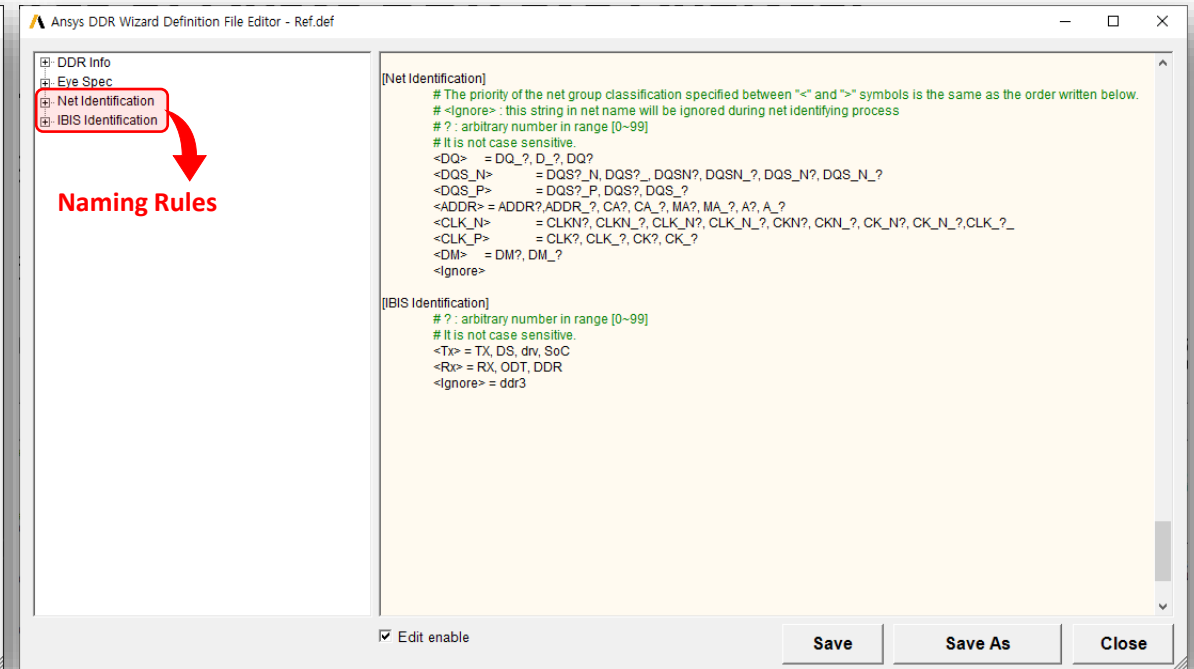 Ansys DDR Wizard Definition File Editor - Ref.def
DDR Info
Eye Spec
Net Identification
IBIS Identification
Naming Rules
[Net Identification]
# The priority of the net group classification specified between "<" and ">" symbols is the same as the order written below.
# <Ignore> : this string in net name will be ignored during net identifying process
# ? : arbitrary number in range [0~99]
# It is not case sensitive.
<DQ> = DQ_?, D_?, DQ?
<DQS_N> = DQS?_N, DQS?_, DQSN?, DQSN_?, DQS_N?, DQS_N_?
<DQS_P> = DQS?_P, DQS?, DQS_?
<ADDR> = ADDR?,ADDR_?, CA?, CA_?, MA?, MA_?, A?, A_?
<CLK_N> = CLKN?, CLKN_?, CLK_N?, CLK_N_?, CKN?, CKN_?, CK_N?, CK_N_?,CLK_?_
<CLK_P> = CLK?, CLK_?, CK?, CK_?
<DM> = DM?, DM_?
<Ignore>
[IBIS Identification]
# ? : arbitrary number in range [0~99]
# It is not case sensitive.
<Tx> = TX, DS, drv, SoC
<Rx> = RX, ODT, DDR
<Ignore> = ddr3
Edit enable
Save
Save As
Close